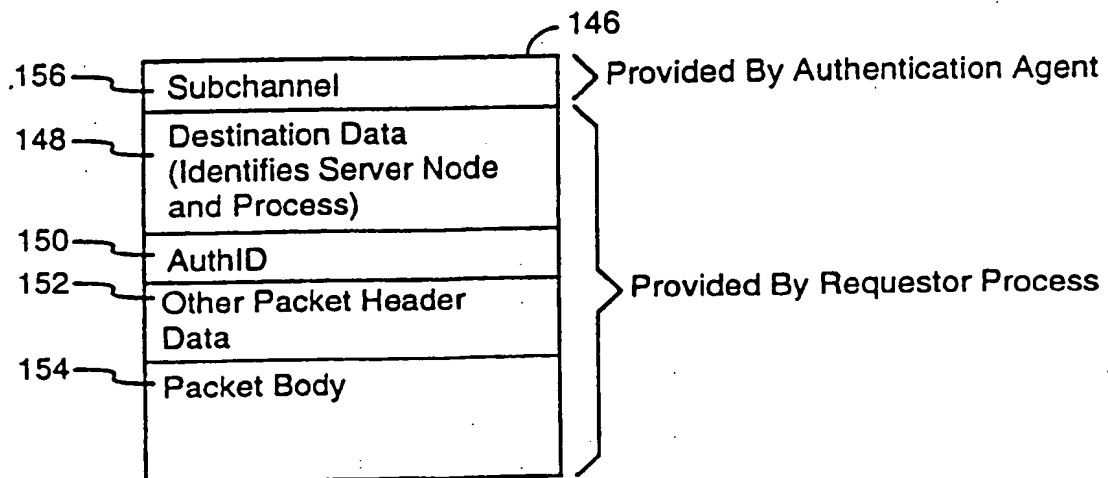 146
156 Subchannel Provided By Authentication Agent
148 Destination Data
(Identifies Server Node
and Process)
150 AuthID
152 Other Packet Header
Data
Provided By Requestor Process
154 Packet Body